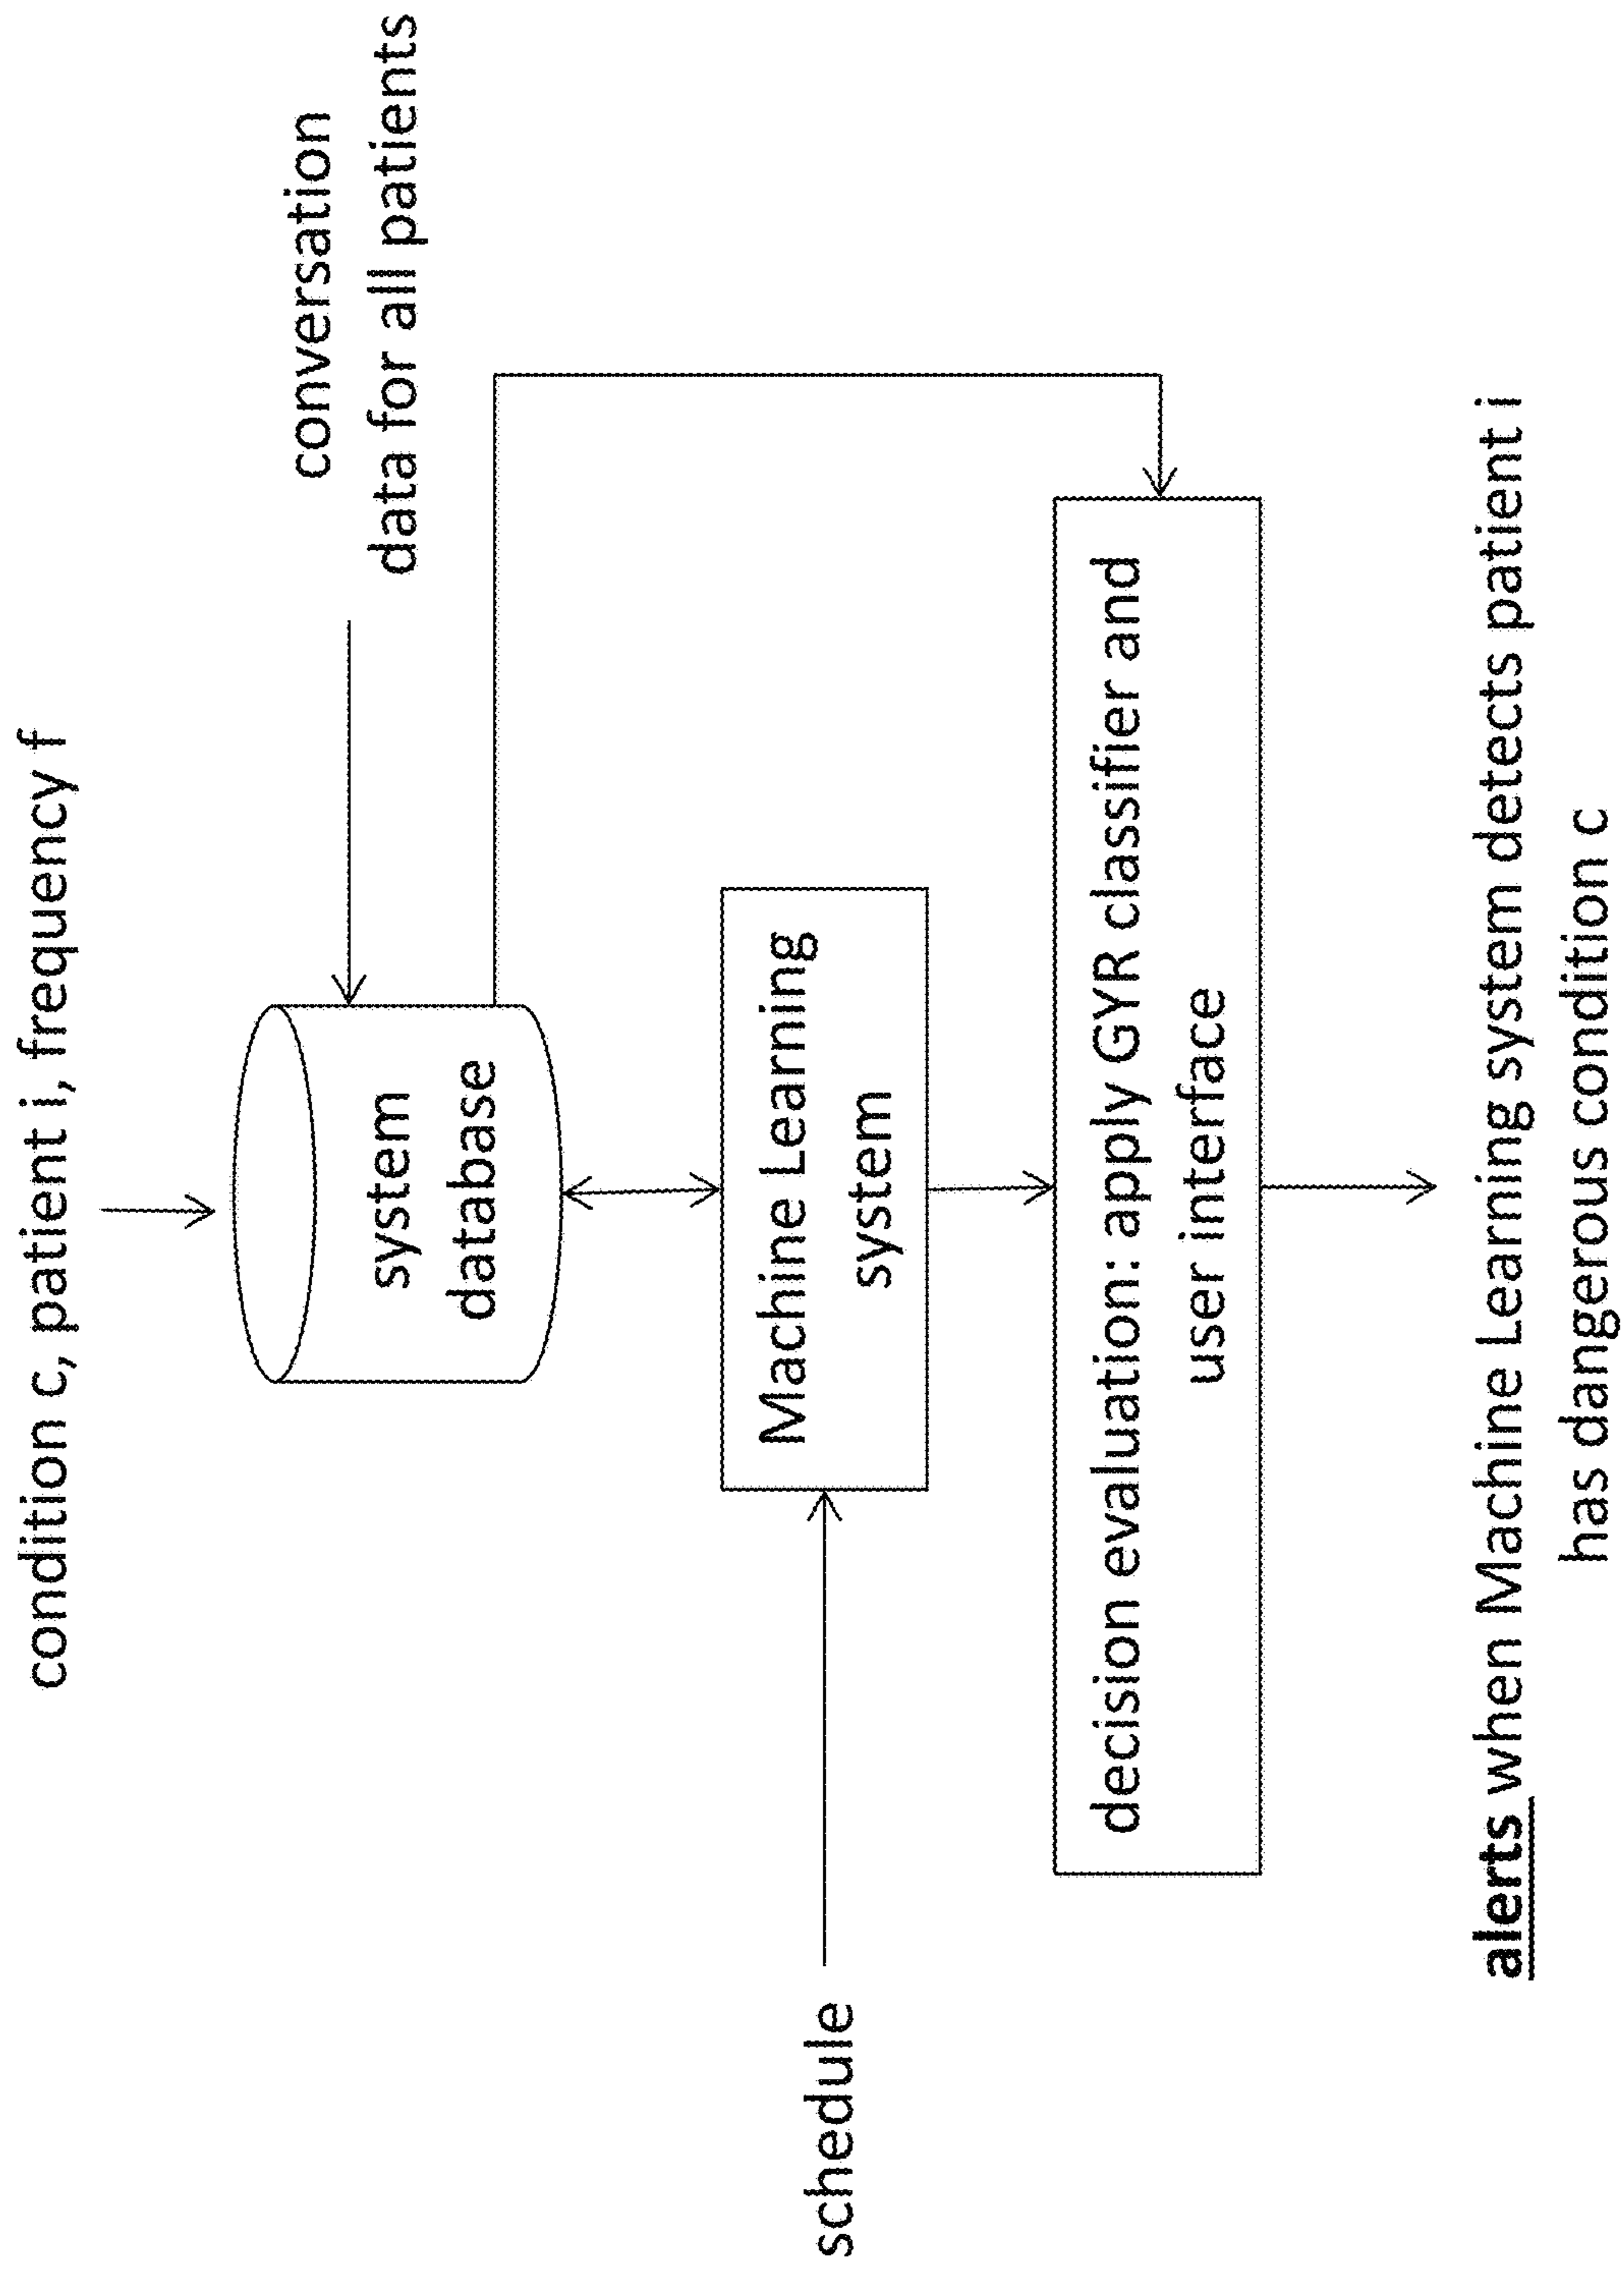 condition c, patient i, frequency f
conversation
data for all patients
system
database
schedule
Machine Learning
system
decision evaluation: apply GYR classifier and
user interface
alerts when Machine Learning system detects patient i
has dangerous condition c